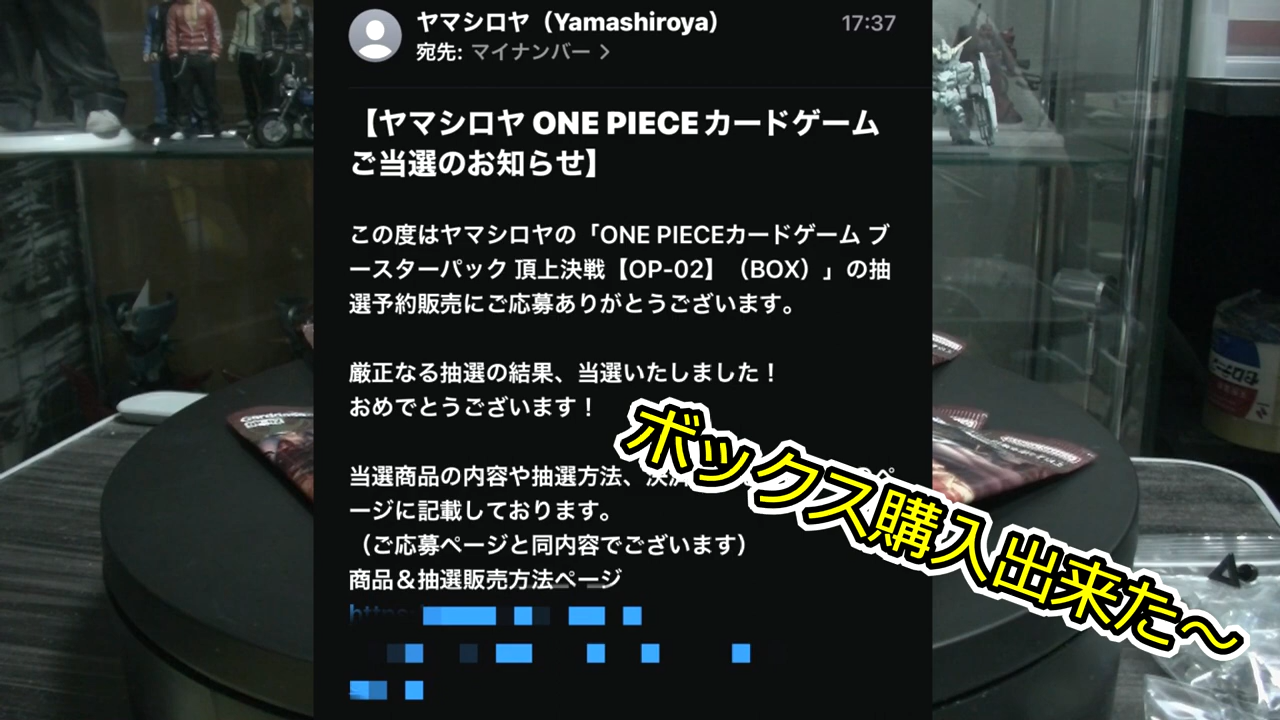 ヤマシロヤ（Yamashiroya）
17:37
宛先: マイナンバー >
【ヤマシロヤ ONE PIECEカードゲーム
ご当選のお知らせ】
この度はヤマシロヤの「ONE PIECEカードゲーム ブ
ースターパック 頂上決戦【OP-02】（BOX）」の抽
選予約販売にご応募ありがとうございます。
厳正なる抽選の結果、当選いたしました！
おめでとうございます！
当選商品の内容や抽選方法、
ージに記載しております。
（ご応募ページと同内容でございます）
商品＆抽選販売方法ページ
ボックス購入出来た～
OP-02